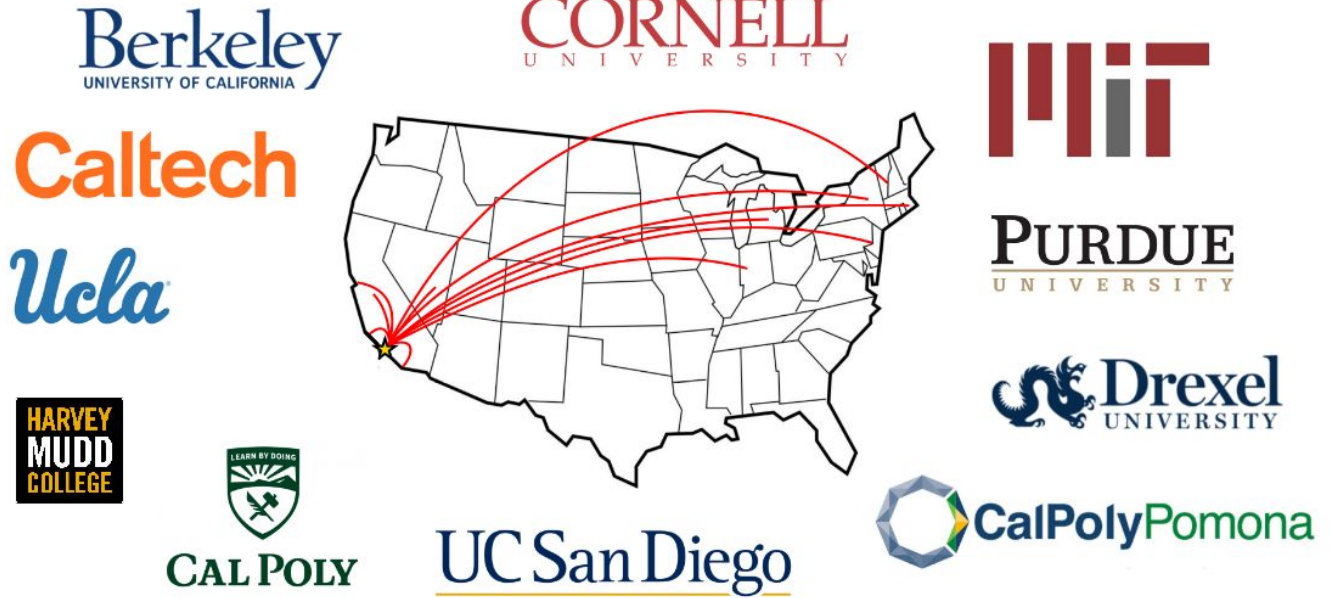 Berkeley
UNIVERSITY OF CALIFORNIA
CORNELL
UNIVERSITY
MIT
Caltech
PURDUE
UNIVERSITY
Ucla
Drexel
UNIVERSITY
HARVEY
MUDD
COLLEGE
LEARN BY DOING
CAL POLY
UC San Diego
CalPolyPomona